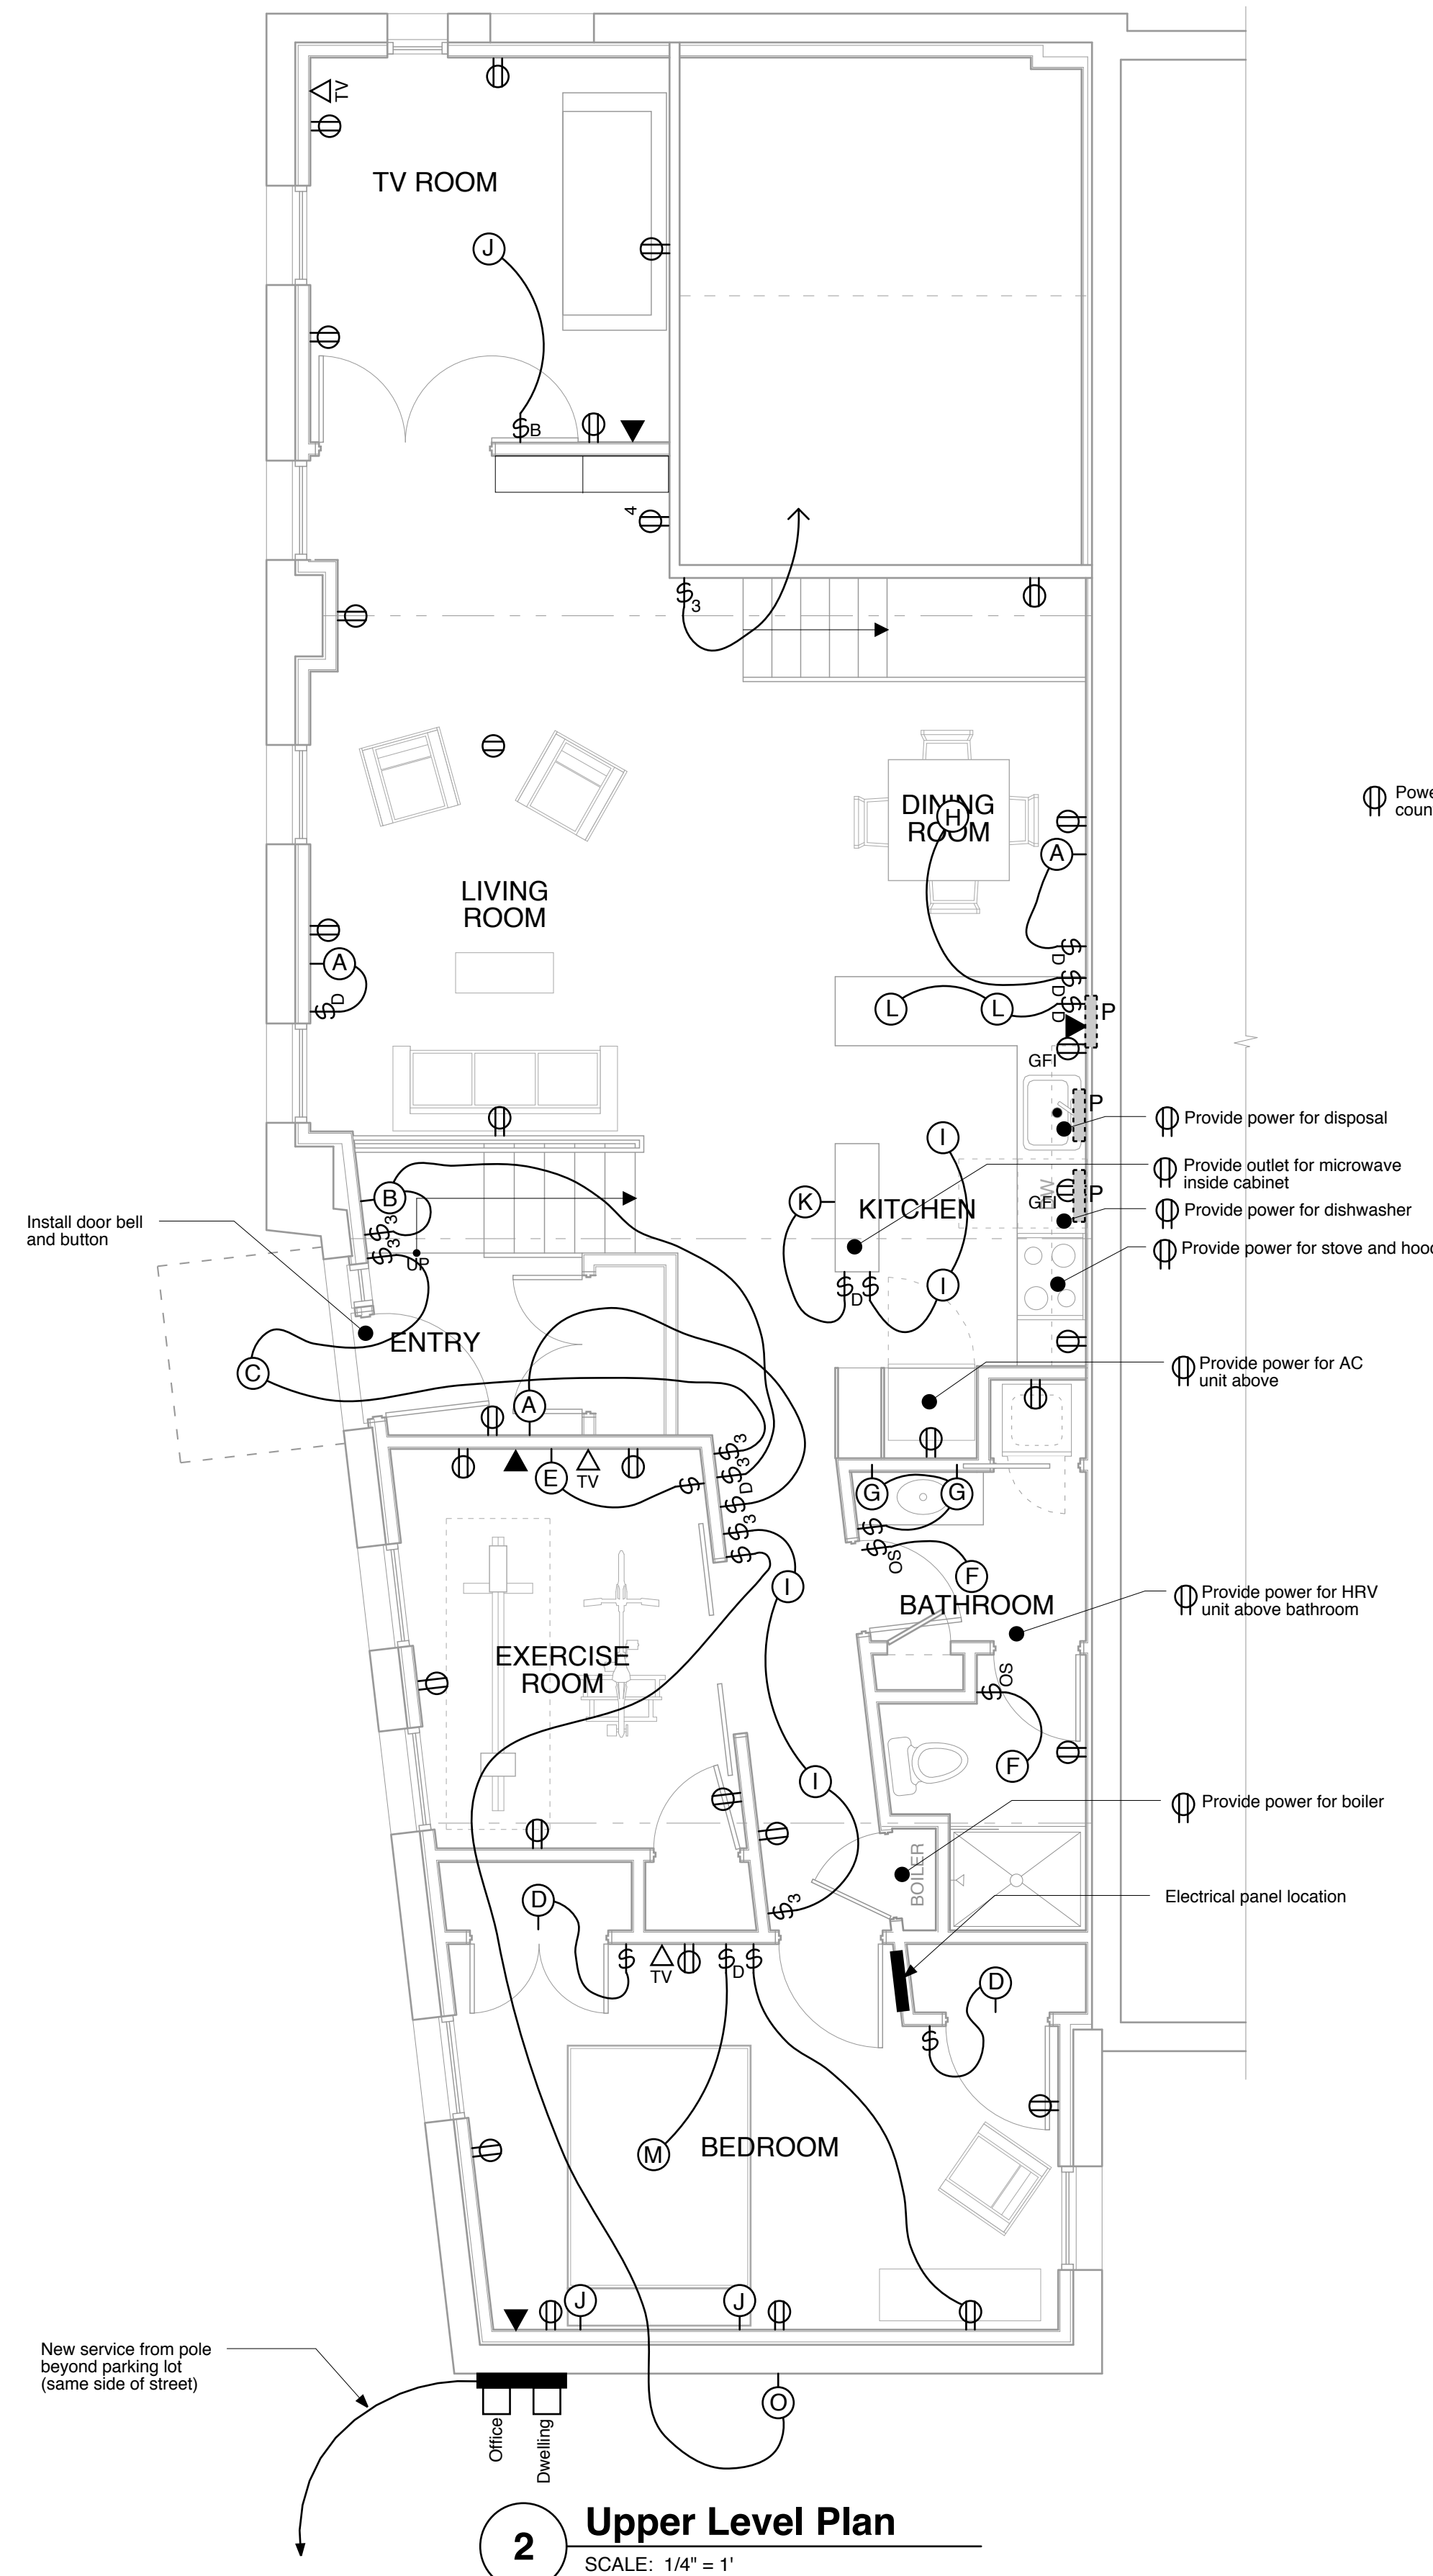 TV
TV ROOM
J
$B
4
$3
DINING
ROOM
H
Powe
coun
A
LIVING
ROOM
A
$D
$D
$D
$D
L
L
P
GFI
P
Provide power for disposal
I
Provide outlet for microwave
inside cabinet
K
KITCHEN
W
GFI
P
Provide power for dishwasher
B
$3
$3
UP
Install door bell
and button
Provide power for stove and hood
I
$D
$
ENTRY
C
A
Provide power for AC
unit above
E
TV
$
$3
$3
$D
$3
$
G
G
$
$OS
F
I
BATHROOM
Provide power for HRV
unit above bathroom
EXERCISE
ROOM
$OS
F
I
Provide power for boiler
BOILER
D
$3
Electrical panel location
$
TV
$D
$
D
$
M
BEDROOM
J
J
New service from pole
beyond parking lot
(same side of street)
O
Office
Dwelling
2
Upper Level Plan
SCALE: 1/4" = 1'